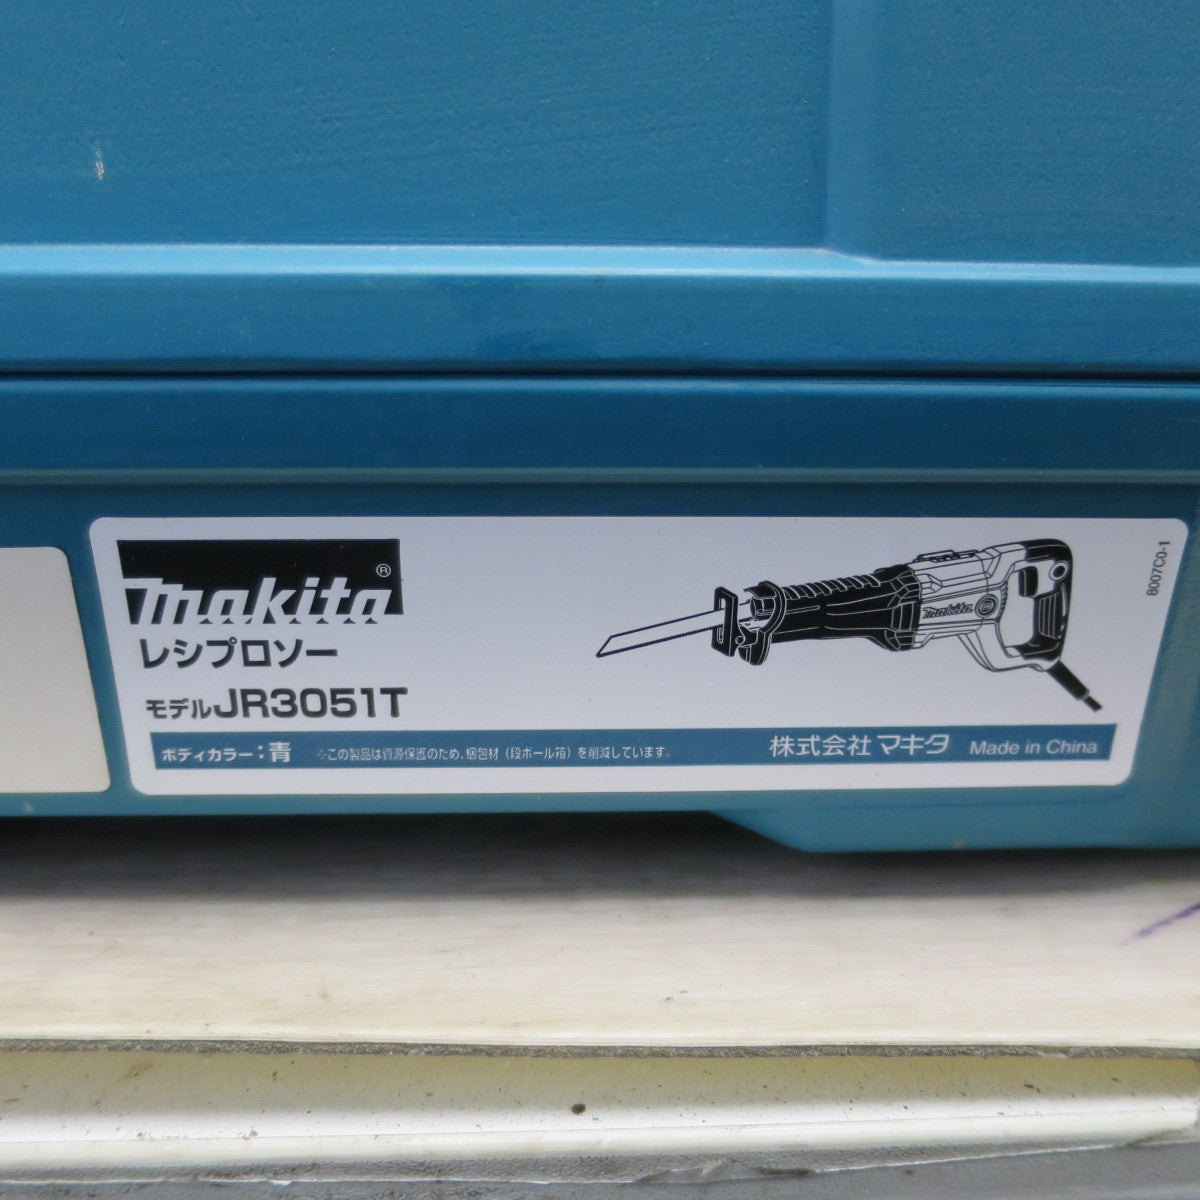 makita®
レシプロソー
モデルJR3051T
ボディカラー：青 ∴この製品は資源保護のため、梱包材（段ボール箱）を削減しています。 株式会社マキタ Made in China
makita
8007C0-1